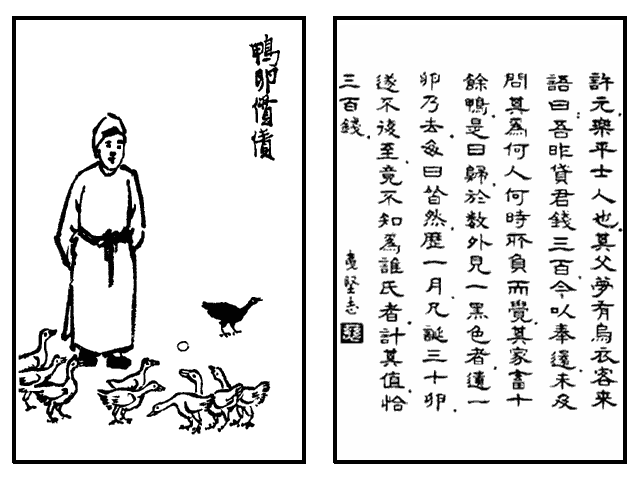 鴨卵償債
許元樂平士人也。其父夢有烏衣客來
語曰：吾昨貸君錢三百今以奉還。未及
問其為何人何時所負而覺。其家畜十
餘鴨。是日歸於數外見一黑色者遺一
卵乃去。每日皆然。歷一月凡誕三十卵。
遂不復至。竟不知為誰氏者。計其值恰
三百錢。
夷堅志